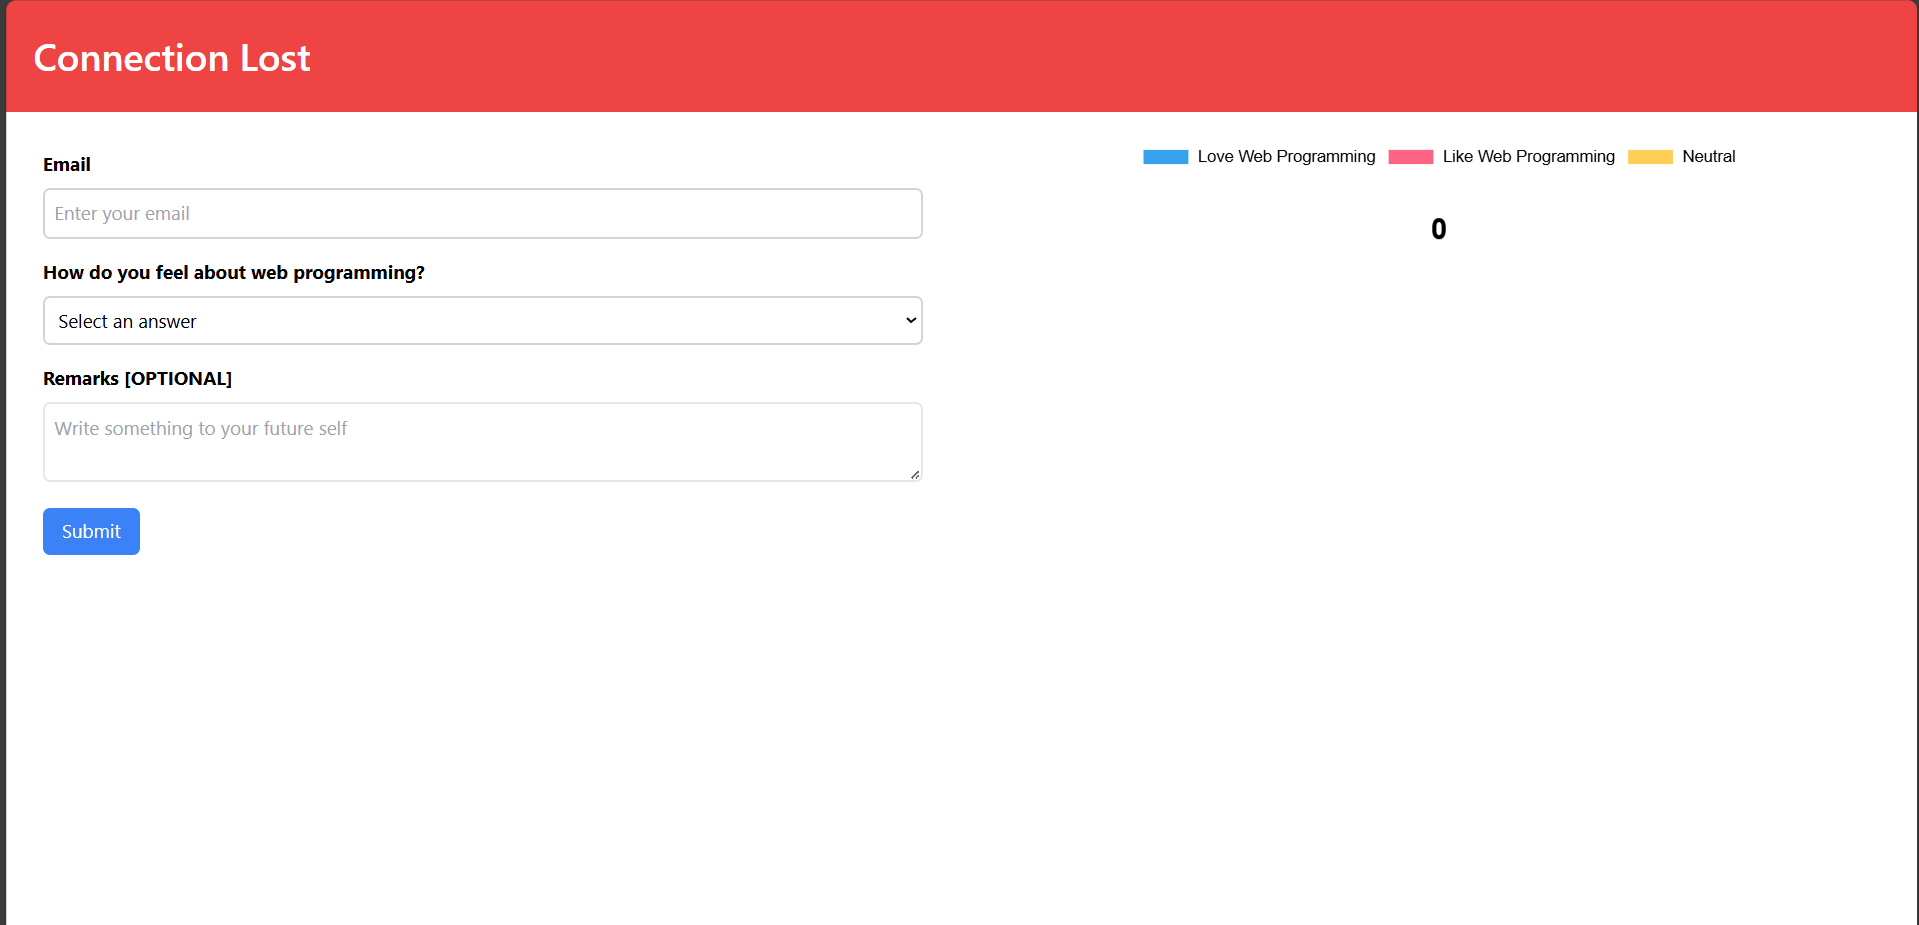 Connection Lost
Email
Enter your email
How do you feel about web programming?
Select an answer
Remarks [OPTIONAL]
Write something to your future self
Submit
Love Web Programming Like Web Programming Neutral
0